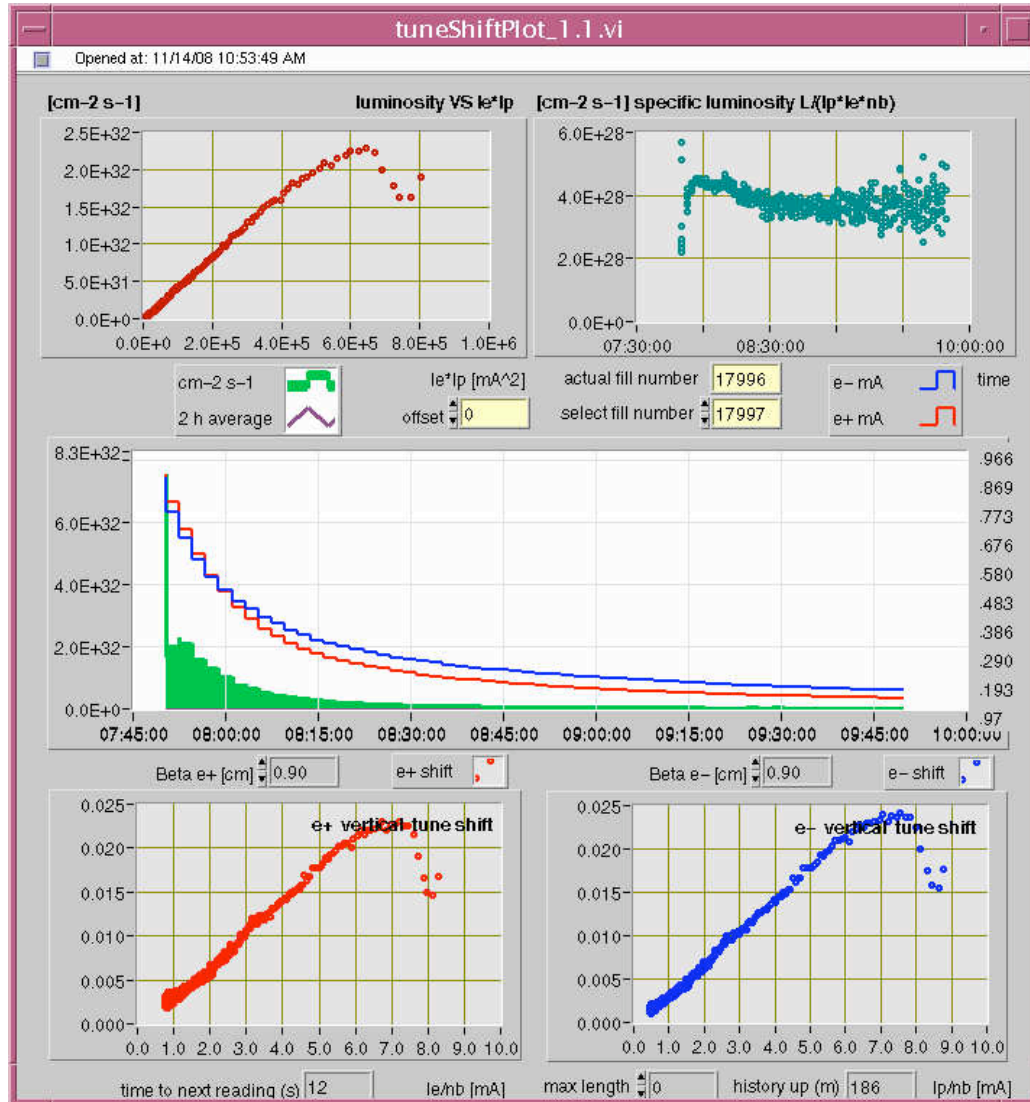 tuneShiftPlot_1.1.vi
Opened at: 11/14/08 10:53:49 AM
[cm-2 s-1] luminosity VS Ie*Ip [cm-2 s-1] specific luminosity L/(Ip*Ie*nb)
2.5E+32
2.0E+32
1.5E+32
1.0E+32
5.0E+31
0.0E+0
0.0E+0 2.0E+5 4.0E+5 6.0E+5 8.0E+5 1.0E+6
6.0E+28
4.0E+28
2.0E+28
0.0E+0
07:30:00 08:30:00 10:00:00
cm-2 s-1
2 h average
Ie*Ip [mA^2]
offset 0
actual fill number 17996
select fill number 17997
e- mA
e+ mA
time
8.3E+32
6.0E+32
4.0E+32
2.0E+32
0.0E+0
.966
.869
.773
.676
.580
.483
.386
.290
.193
.97
07:45:00 08:00:00 08:15:00 08:30:00 08:45:00 09:00:00 09:15:00 09:30:00 09:45:00 10:00:00
Beta e+ [cm] 0.90 e+ shift Beta e- [cm] 0.90 e- shift
e+ vertical tune shift
0.025
0.020
0.015
0.010
0.005
0.000
0.0 1.0 2.0 3.0 4.0 5.0 6.0 7.0 8.0 9.0 10.0
e- vertical tune shift
0.025
0.020
0.015
0.010
0.005
0.000
0.0 1.0 2.0 3.0 4.0 5.0 6.0 7.0 8.0 9.0 10.0
time to next reading (s) 12 Ie/nb [mA] max length 0 history up (m) 186 Ip/nb [mA]